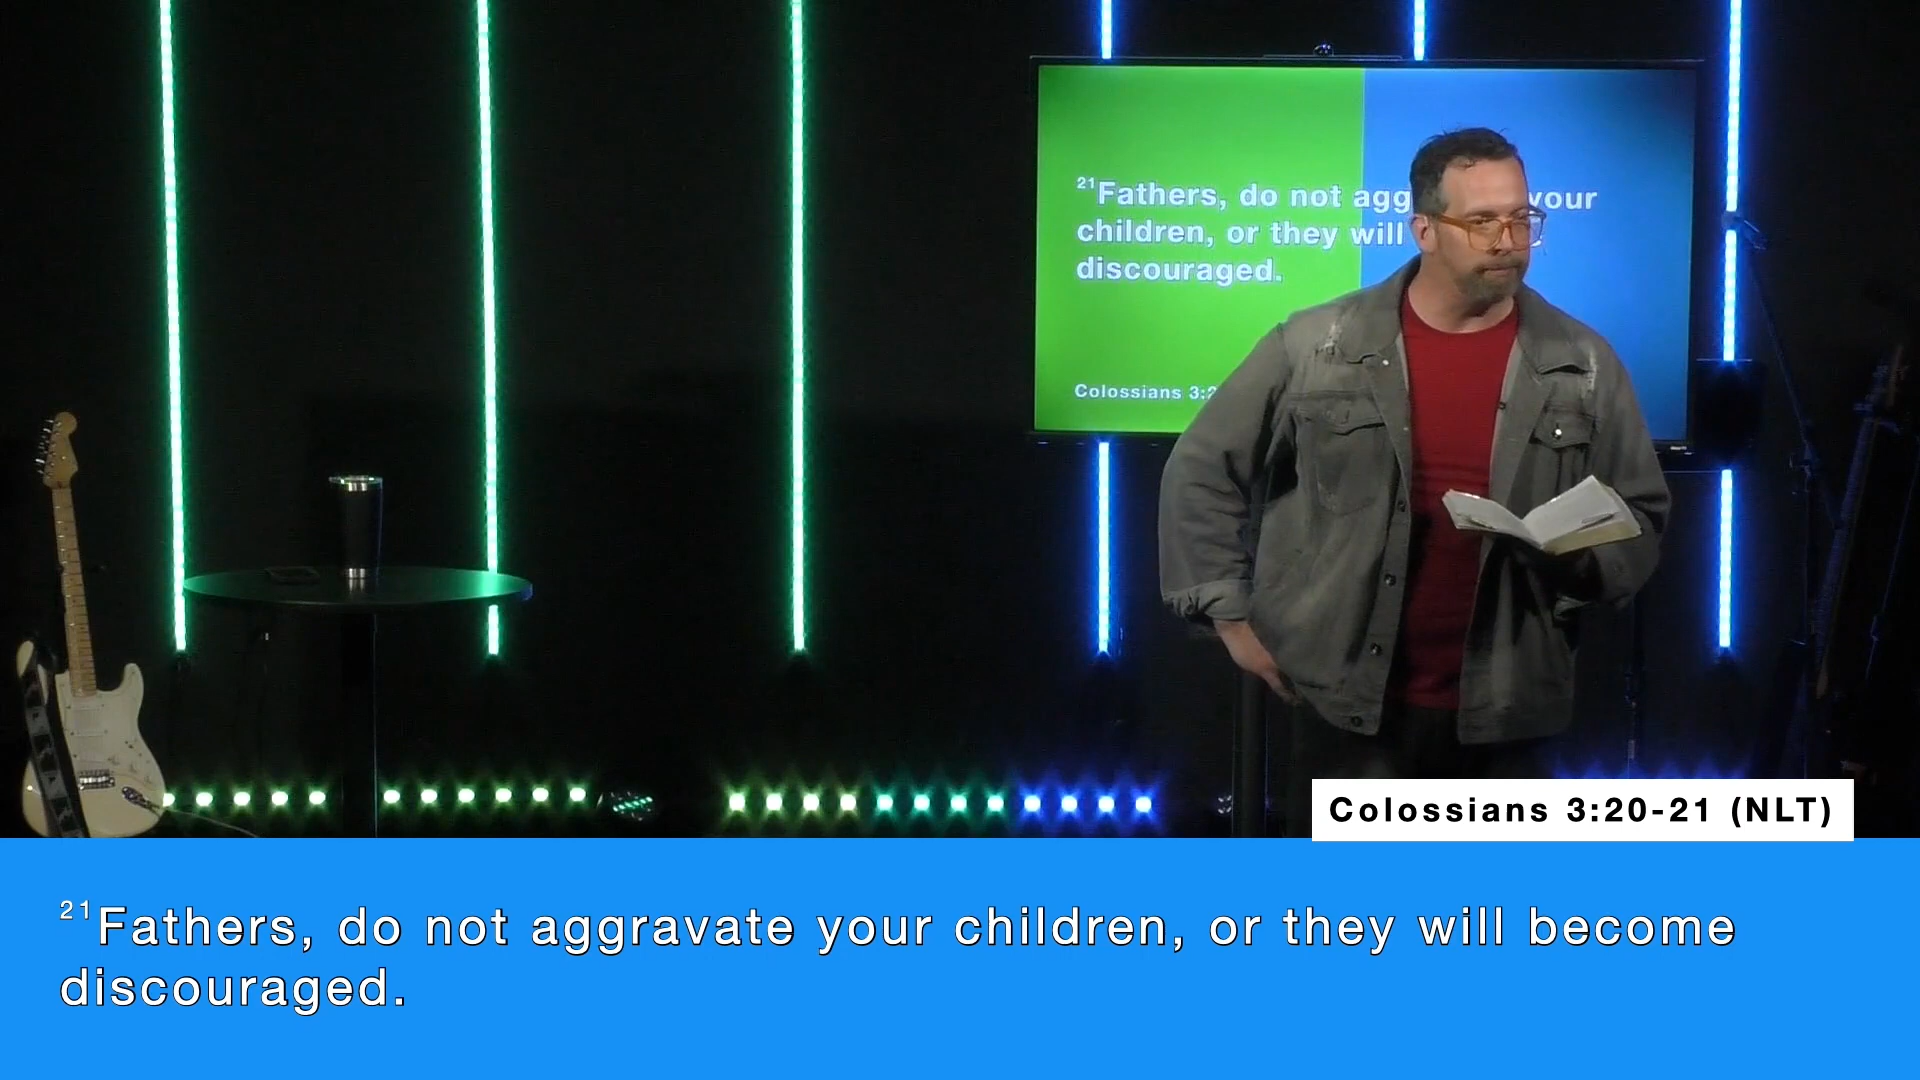 ²¹Fathers, do not agg your
children, or they will
discouraged.
Colossians 3:2
Colossians 3:20-21 (NLT)
²¹Fathers, do not aggravate your children, or they will become
discouraged.